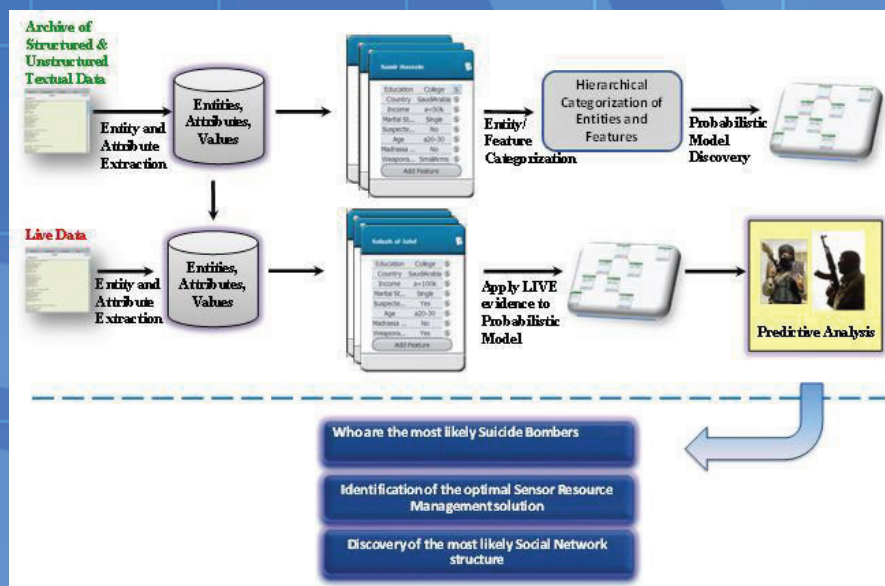 Archive of
Structured &
Unstructured
Textual Data
Entity and
Attribute
Extraction
Entities,
Attributes,
Values
Education College
Country SaudiArabia
Income
Marital St... Single
Suspecte... No
Age a20-30
Madrassa ... No
Weapons... SmallArms
Add Feature
Entity/
Feature
Categorization
Hierarchical
Categorization of
Entities and
Features
Probabilistic
Model
Discovery
Live Data
Entity and
Attribute
Extraction
Entities,
Attributes,
Values
Education College
Country SaudiArabia
Income a=100k
Marital St... Single
Suspecte... Yes
Age a20-30
Madrassa ... No
Weapons... Yes
Add Feature
Apply LIVE
evidence to
Probabilistic
Model
Predictive Analysis
Who are the most likely Suicide Bombers
Identification of the optimal Sensor Resource
Management solution
Discovery of the most likely Social Network
structure